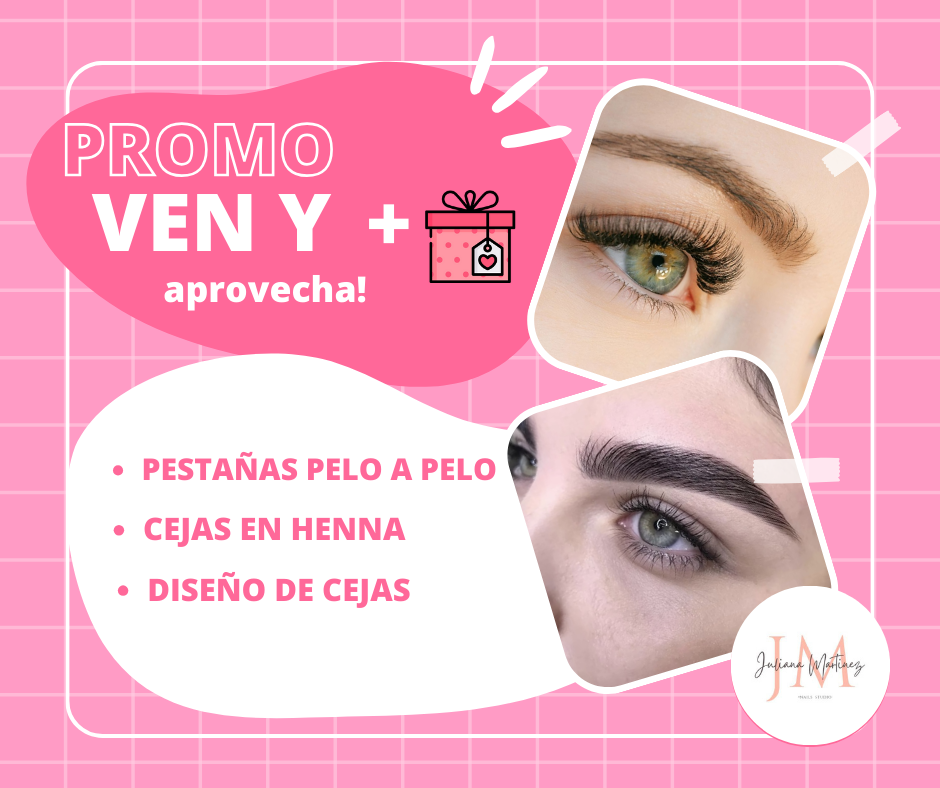 PROMO
VEN Y +
aprovecha!
• PESTAÑAS PELO A PELO
• CEJAS EN HENNA
• DISEÑO DE CEJAS
JM
Juliana Martinez